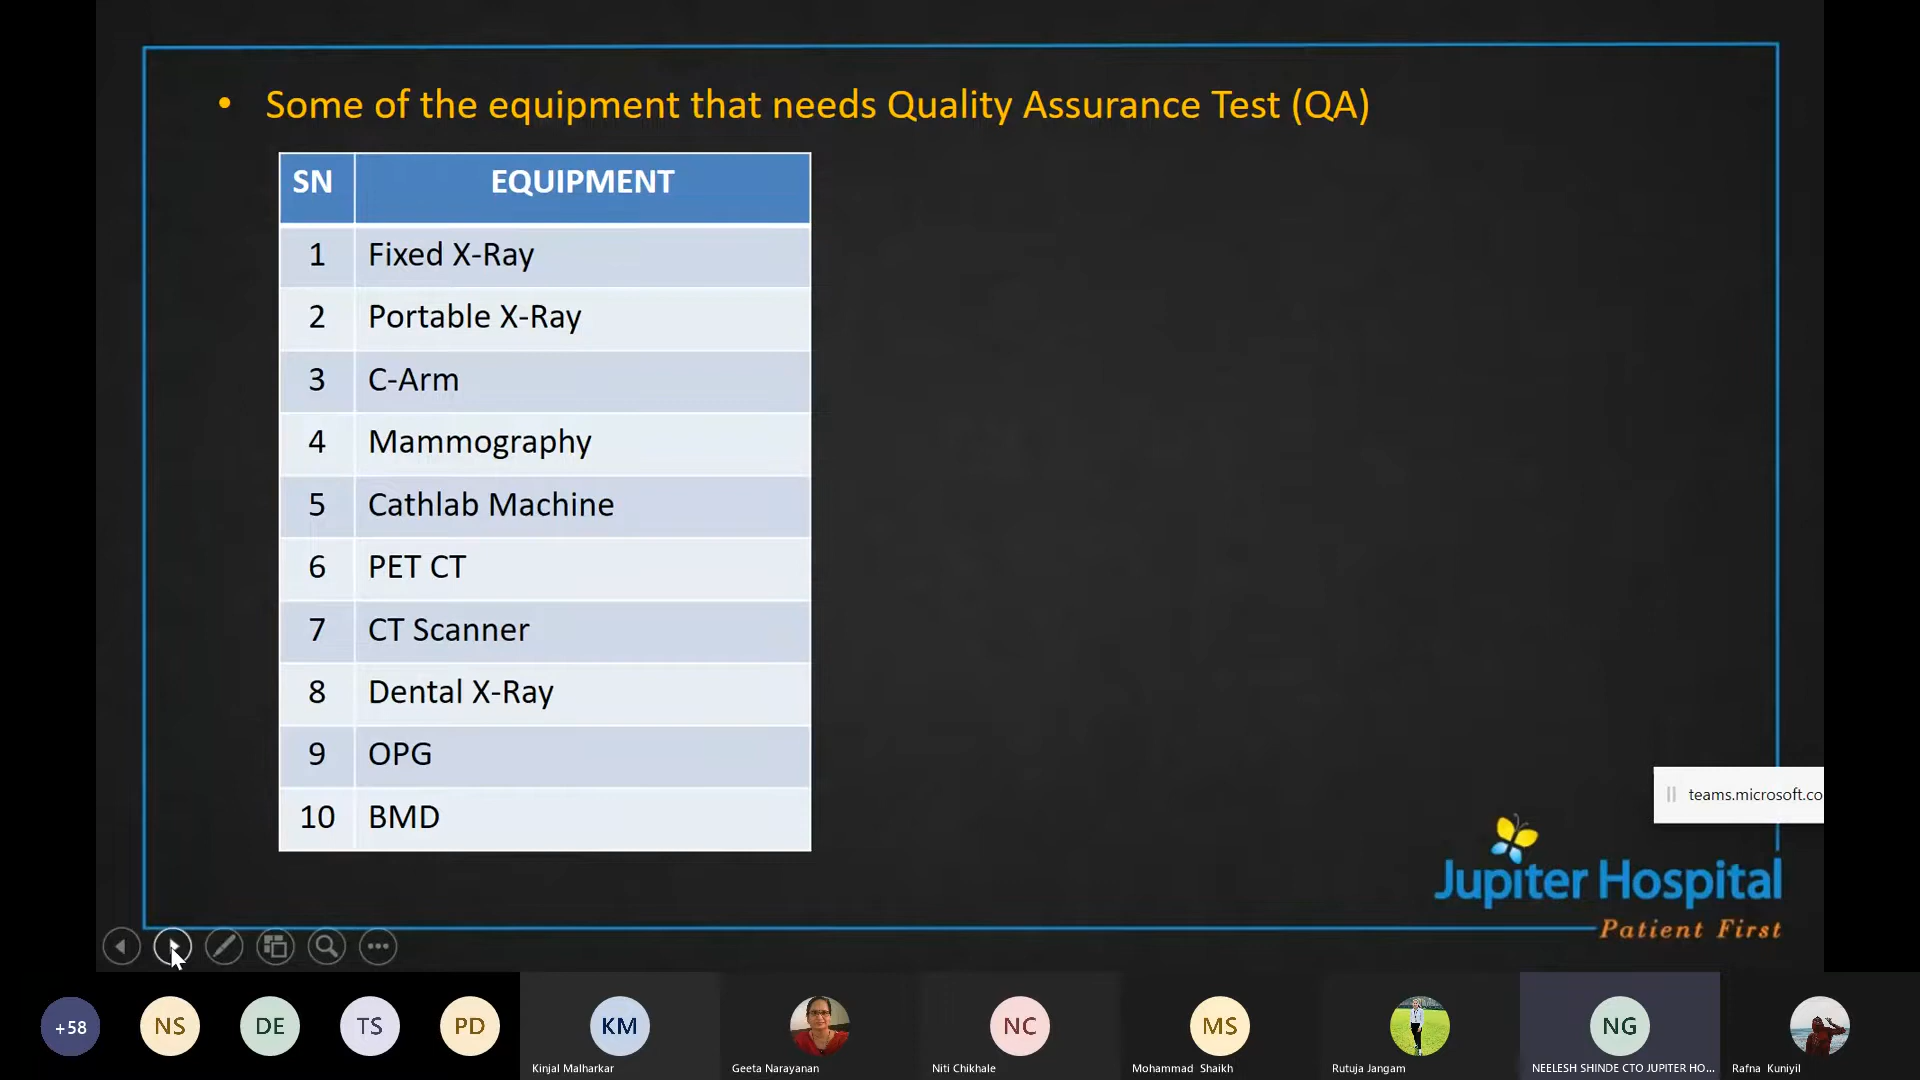 • Some of the equipment that needs Quality Assurance Test (QA)
SN EQUIPMENT
1 Fixed X-Ray
2 Portable X-Ray
3 C-Arm
4 Mammography
5 Cathlab Machine
6 PET CT
7 CT Scanner
8 Dental X-Ray
9 OPG
10 BMD
teams.microsoft.co
Jupiter Hospital
Patient First
+58 NS DE TS PD KM NC MS NG
Kinjal Malharkar Geeta Narayanan Niti Chikhale Mohammad Shaikh Rutuja Jangam NEELESH SHINDE CTO JUPITER HO... Rafna Kuniyil